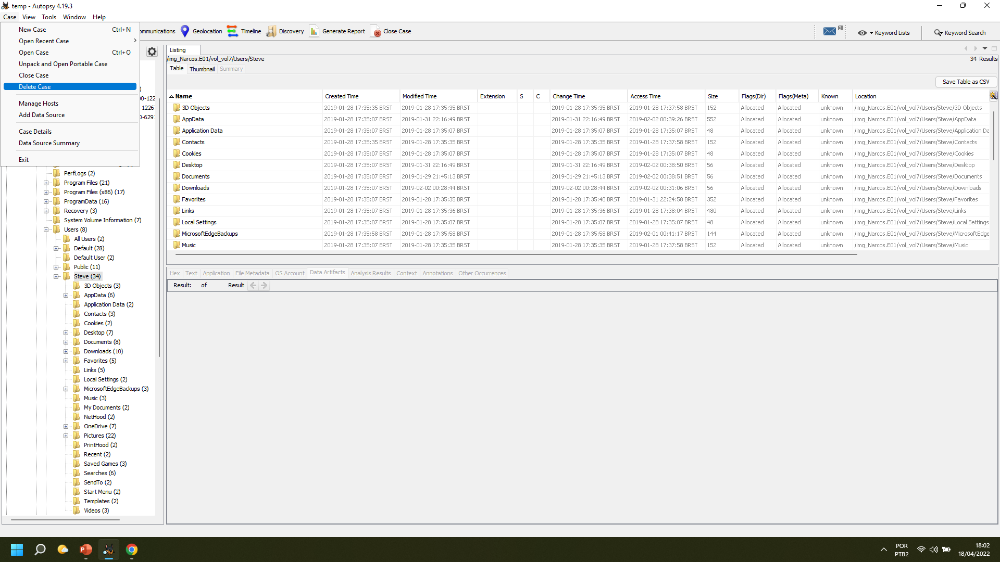 temp - Autopsy 4.19.3
Case View Tools Window Help
New Case Ctrl+N
Open Recent Case
Open Case Ctrl+O
Unpack and Open Portable Case
Close Case
Delete Case
Manage Hosts
Add Data Source
Case Details
Data Source Summary
Exit
ommunications Geolocation Timeline Discovery Generate Report Close Case 3 Keyword Lists Keyword Search
)
00-122
1226
0-6291
PerfLogs (2)
Program Files (21)
Program Files (x86) (17)
ProgramData (16)
Recovery (3)
System Volume Information (7)
Users (8)
All Users (2)
Default (28)
Default User (2)
Public (11)
Steve (34)
3D Objects (3)
AppData (6)
Application Data (2)
Contacts (3)
Cookies (2)
Desktop (7)
Documents (8)
Downloads (10)
Favorites (5)
Links (5)
Local Settings (2)
MicrosoftEdgeBackups (3)
Music (3)
My Documents (2)
NetHood (2)
OneDrive (7)
Pictures (22)
PrintHood (2)
Recent (2)
Saved Games (3)
Searches (6)
SendTo (2)
Start Menu (2)
Templates (2)
Videos (3)
Listing
/img_Narcos.E01/vol_vol7/Users/Steve 34 Results
Table Thumbnail Summary
Save Table as CSV
Name Created Time Modified Time Extension S C Change Time Access Time Size Flags(Dir) Flags(Meta) Known Location
3D Objects 2019-01-28 17:35:35 BRST 2019-01-28 17:35:35 BRST 2019-01-28 17:35:35 BRST 2019-01-28 17:37:58 BRST 152 Allocated Allocated unknown /img_Narcos.E01/vol_vol7/Users/Steve/3D Objects
AppData 2019-01-28 17:35:07 BRST 2019-01-31 22:16:49 BRST 2019-01-31 22:16:49 BRST 2019-02-02 00:39:26 BRST 552 Allocated Allocated unknown /img_Narcos.E01/vol_vol7/Users/Steve/AppData
Application Data 2019-01-28 17:35:07 BRST 2019-01-28 17:35:07 BRST 2019-01-28 17:35:07 BRST 2019-01-28 17:35:07 BRST 48 Allocated Allocated unknown /img_Narcos.E01/vol_vol7/Users/Steve/Application Da
Contacts 2019-01-28 17:35:35 BRST 2019-01-28 17:35:35 BRST 2019-01-28 17:35:35 BRST 2019-01-28 17:37:58 BRST 152 Allocated Allocated unknown /img_Narcos.E01/vol_vol7/Users/Steve/Contacts
Cookies 2019-01-28 17:35:07 BRST 2019-01-28 17:35:07 BRST 2019-01-28 17:35:07 BRST 2019-01-28 17:35:07 BRST 48 Allocated Allocated unknown /img_Narcos.E01/vol_vol7/Users/Steve/Cookies
Desktop 2019-01-28 17:35:07 BRST 2019-01-31 22:16:49 BRST 2019-01-31 22:16:49 BRST 2019-02-02 00:38:50 BRST 56 Allocated Allocated unknown /img_Narcos.E01/vol_vol7/Users/Steve/Desktop
Documents 2019-01-28 17:35:07 BRST 2019-01-29 21:45:13 BRST 2019-01-29 21:45:13 BRST 2019-02-02 00:38:51 BRST 56 Allocated Allocated unknown /img_Narcos.E01/vol_vol7/Users/Steve/Documents
Downloads 2019-01-28 17:35:07 BRST 2019-02-02 00:28:44 BRST 2019-02-02 00:28:44 BRST 2019-02-02 00:31:06 BRST 56 Allocated Allocated unknown /img_Narcos.E01/vol_vol7/Users/Steve/Downloads
Favorites 2019-01-28 17:35:07 BRST 2019-01-28 17:35:35 BRST 2019-01-28 17:35:40 BRST 2019-01-31 22:24:58 BRST 352 Allocated Allocated unknown /img_Narcos.E01/vol_vol7/Users/Steve/Favorites
Links 2019-01-28 17:35:07 BRST 2019-01-28 17:35:36 BRST 2019-01-28 17:35:36 BRST 2019-01-28 17:38:04 BRST 480 Allocated Allocated unknown /img_Narcos.E01/vol_vol7/Users/Steve/Links
Local Settings 2019-01-28 17:35:07 BRST 2019-01-28 17:35:07 BRST 2019-01-28 17:35:07 BRST 2019-01-28 17:35:07 BRST 48 Allocated Allocated unknown /img_Narcos.E01/vol_vol7/Users/Steve/Local Settings
MicrosoftEdgeBackups 2019-01-28 17:35:58 BRST 2019-01-28 17:35:58 BRST 2019-01-28 17:35:58 BRST 2019-02-01 00:41:17 BRST 144 Allocated Allocated unknown /img_Narcos.E01/vol_vol7/Users/Steve/MicrosoftEdge
Music 2019-01-28 17:35:07 BRST 2019-01-28 17:35:35 BRST 2019-01-28 17:35:35 BRST 2019-01-28 17:37:58 BRST 152 Allocated Allocated unknown /img_Narcos.E01/vol_vol7/Users/Steve/Music
Hex Text Application File Metadata OS Account Data Artifacts Analysis Results Context Annotations Other Occurrences
Result: of Result
POR
PTB2
18:02
18/04/2022